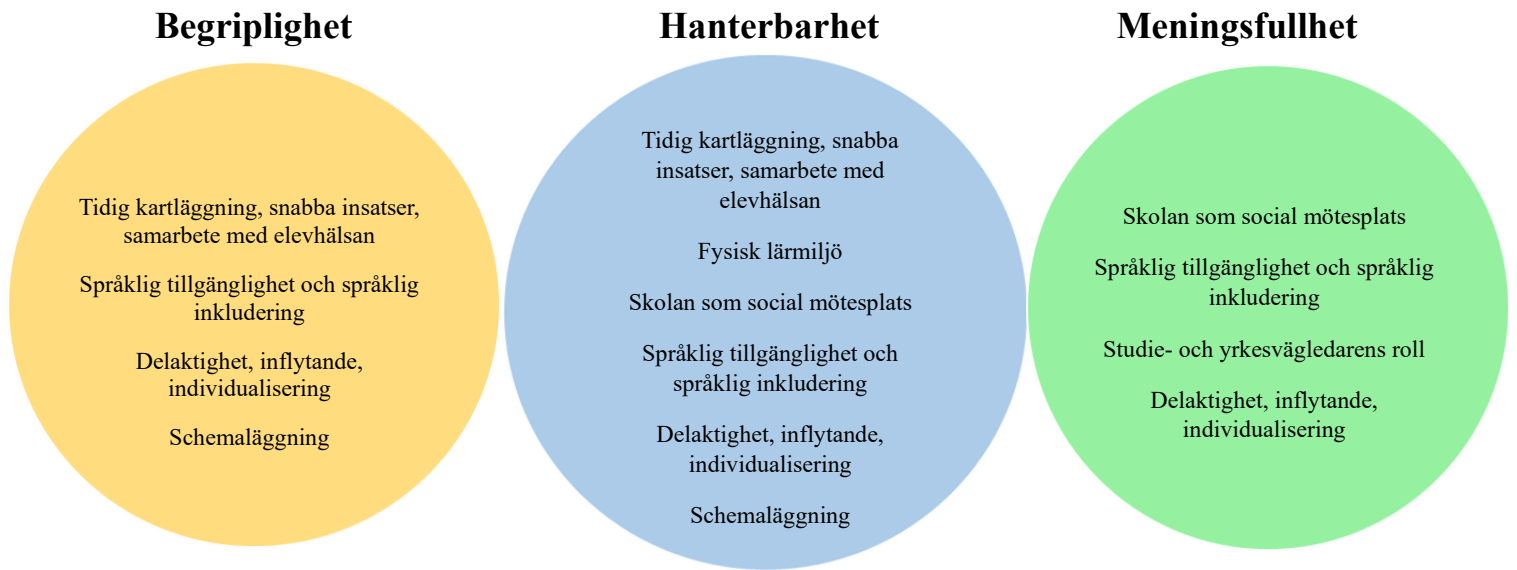 Begriplighet
Tidig kartläggning, snabba insatser,
samarbete med elevhälsan
Språklig tillgänglighet och språklig
inkludering
Delaktighet, inflytande,
individualisering
Schemaläggning
Hanterbarhet
Tidig kartläggning, snabba
insatser, samarbete med
elevhälsan
Fysisk lärmiljö
Skolan som social mötesplats
Språklig tillgänglighet och
språklig inkludering
Delaktighet, inflytande,
individualisering
Schemaläggning
Meningsfullhet
Skolan som social mötesplats
Språklig tillgänglighet och språklig
inkludering
Studie- och yrkesvägledarens roll
Delaktighet, inflytande,
individualisering